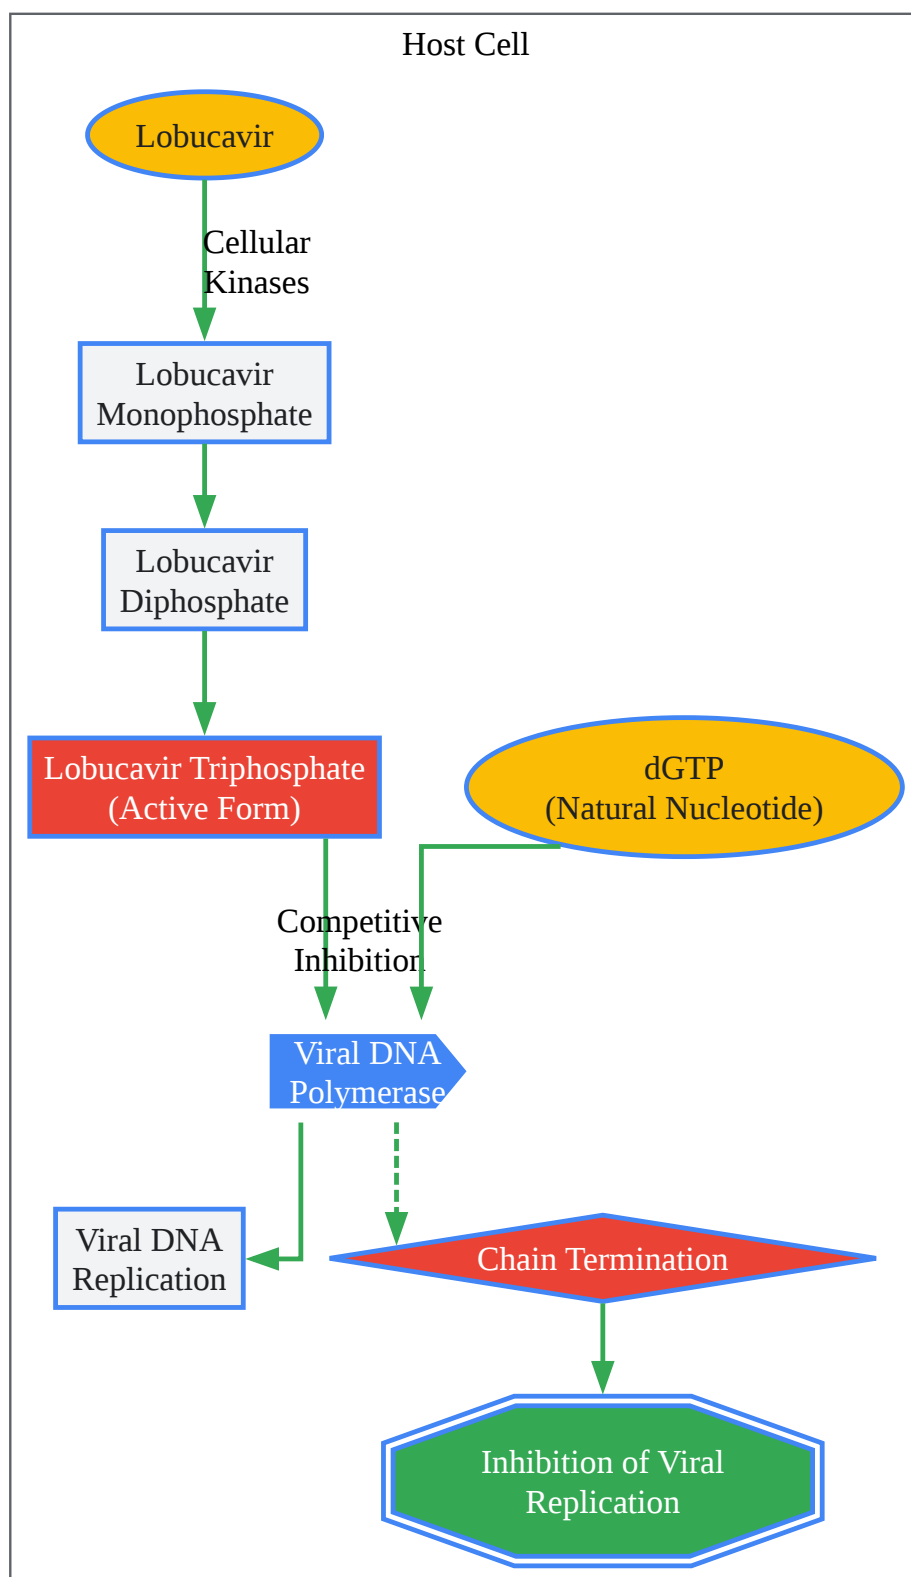 Host Cell
Lobucavir
Cellular
Kinases
Lobucavir
Monophosphate
Lobucavir
Diphosphate
Lobucavir Triphosphate
(Active Form)
dGTP
(Natural Nucleotide)
Competitive
Inhibition
Viral DNA
Polymerase
Viral DNA
Replication
Chain Termination
Inhibition of Viral
Replication